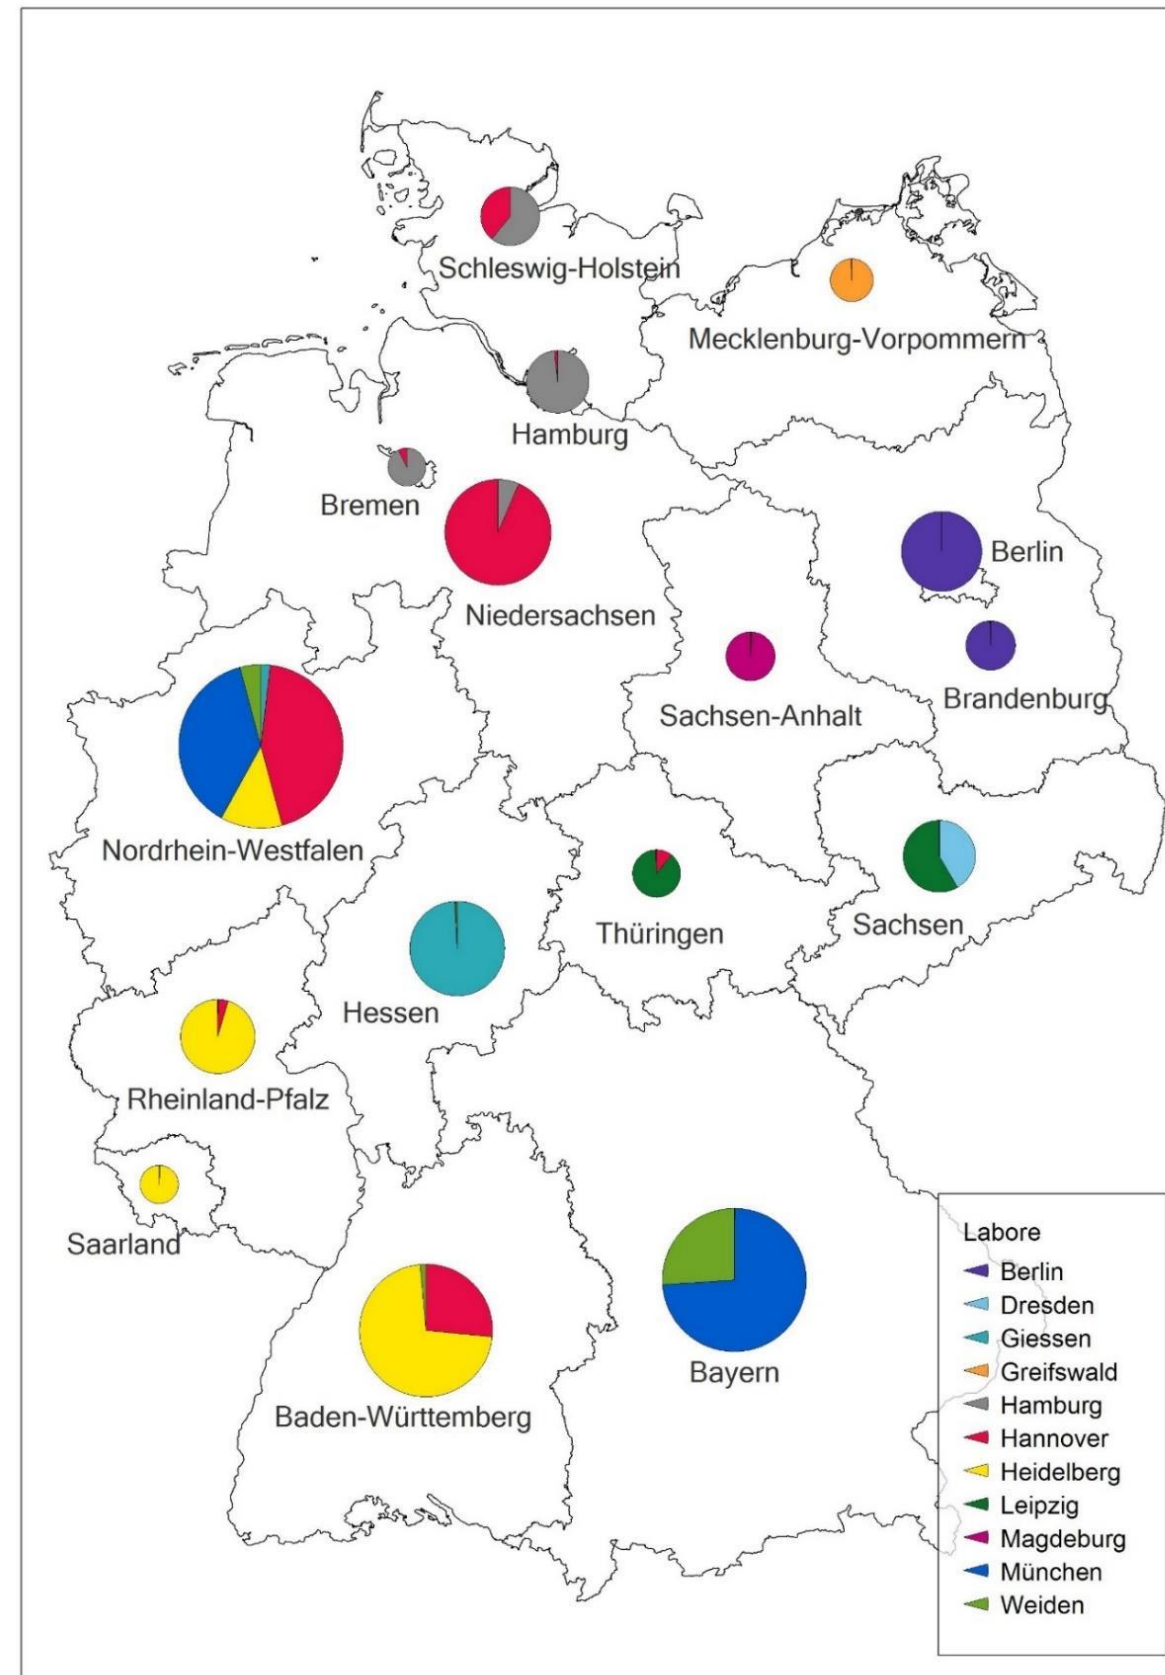 Schleswig-Holstein
Mecklenburg-Vorpommern
Hamburg
Bremen
Niedersachsen
Berlin
Brandenburg
Sachsen-Anhalt
Nordrhein-Westfalen
Thüringen
Sachsen
Hessen
Rheinland-Pfalz
Saarland
Baden-Württemberg
Bayern
Labore
Berlin
Dresden
Giessen
Greifswald
Hamburg
Hannover
Heidelberg
Leipzig
Magdeburg
München
Weiden